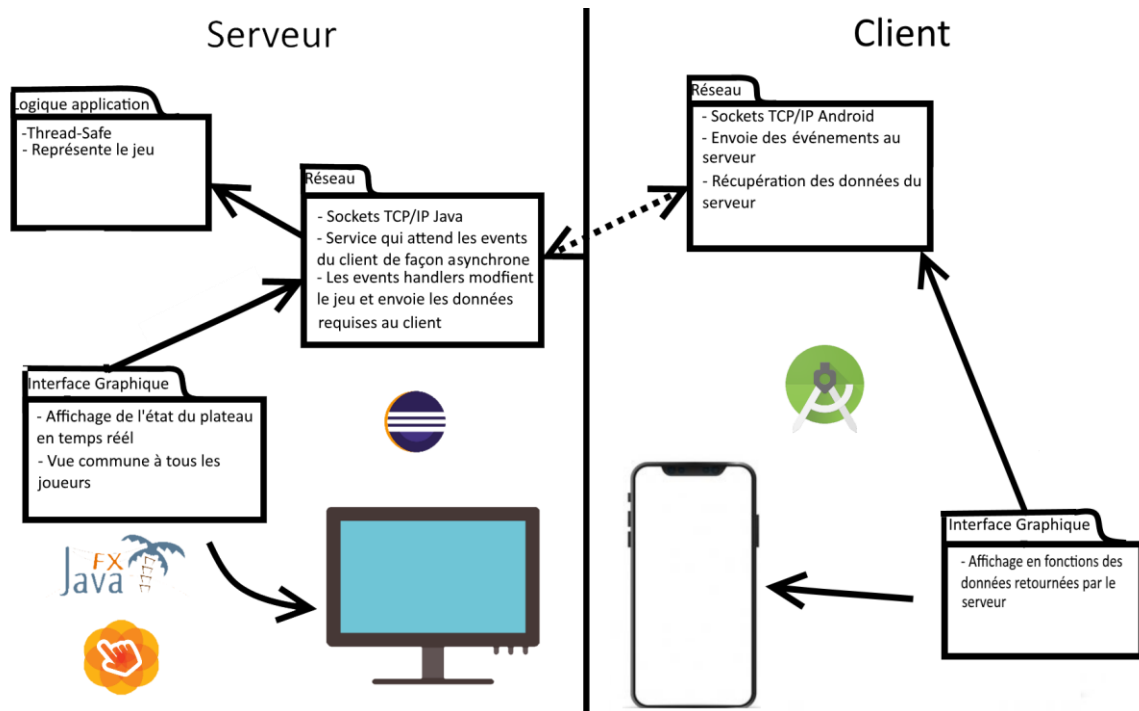 Serveur
Logique application
-Thread-Safe
- Représente le jeu
Réseau
- Sockets TCP/IP Java
- Service qui attend les events
du client de façon asynchrone
- Les events handlers modfient
le jeu et envoie les données
requises au client
Interface Graphique
- Affichage de l'état du plateau
en temps réél
- Vue commune à tous les
joueurs
Java
FX
Client
Réseau
- Sockets TCP/IP Android
- Envoie des événements au
serveur
- Récupération des données du
serveur
Interface Graphique
- Affichage en fonctions des
données retournées par le
serveur